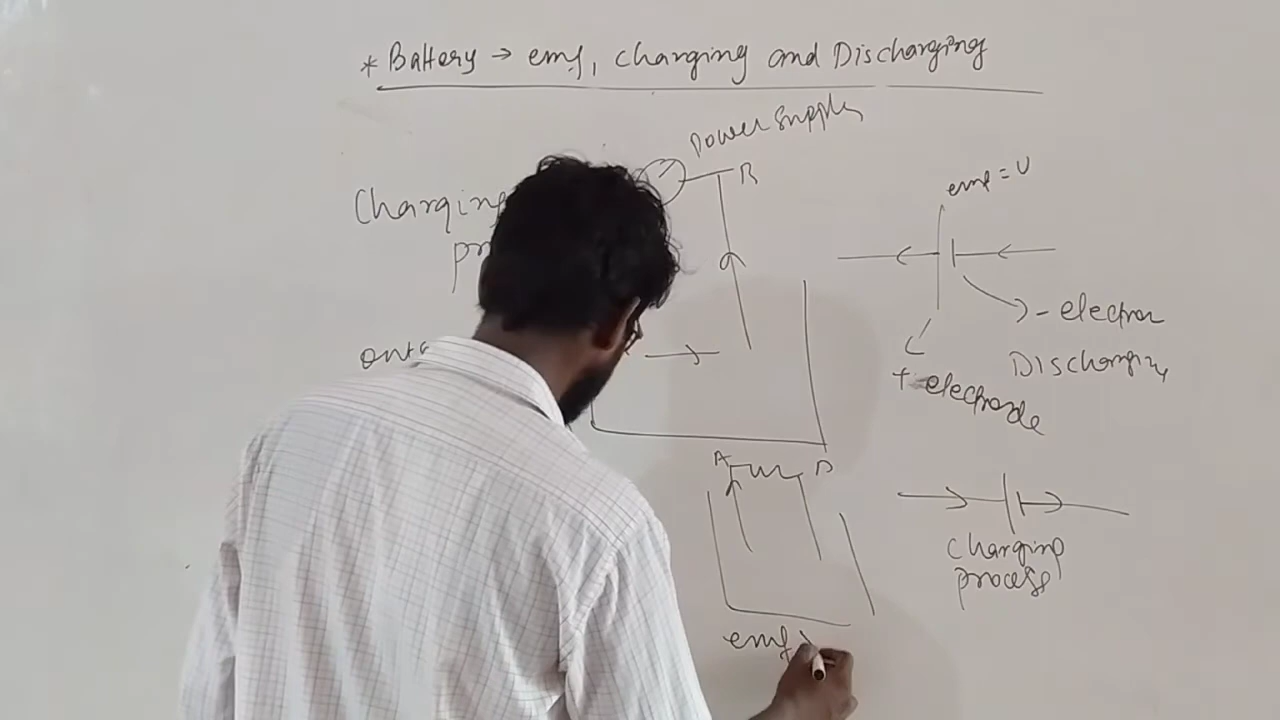 * Battery → emf, charging and Discharging
Power Supply
B
Charging
emf = U
→ - electron
Discharging
+ electrode
A
B
Charging
process
emf